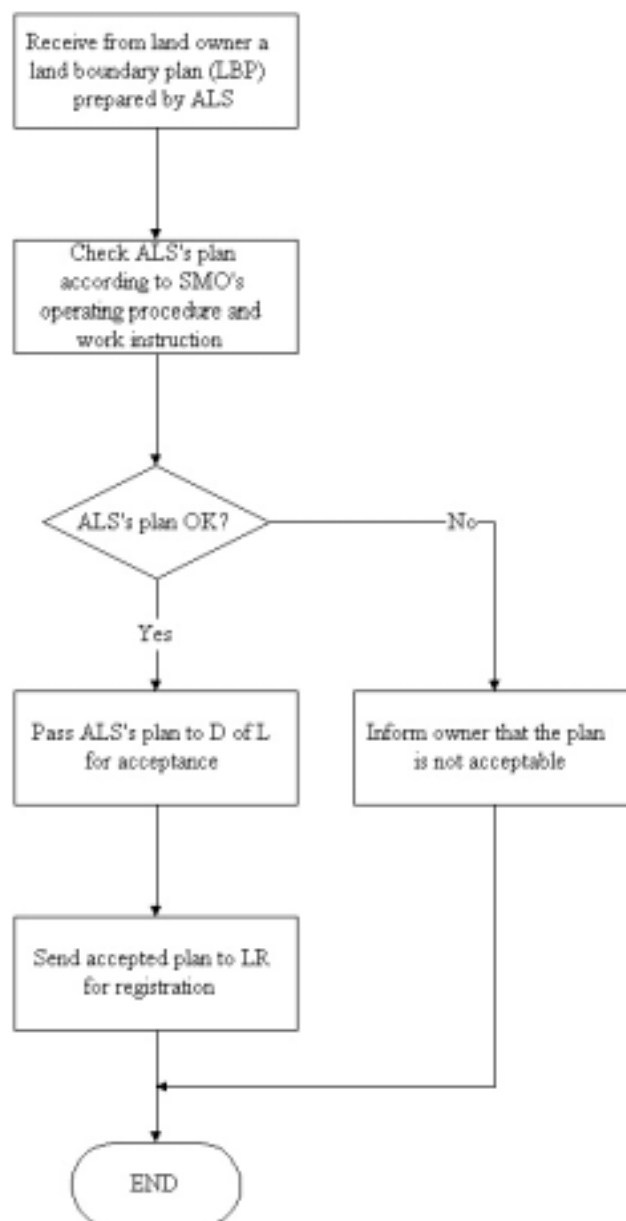 Receive from land owner a
land boundary plan (LBP)
prepared by ALS
Check ALS's plan
according to SMO's
operating procedure and
work instruction
ALS's plan OK?
No
Yes
Pass ALS's plan to D of L
for acceptance
Inform owner that the plan
is not acceptable
Send accepted plan to LR
for registration
END